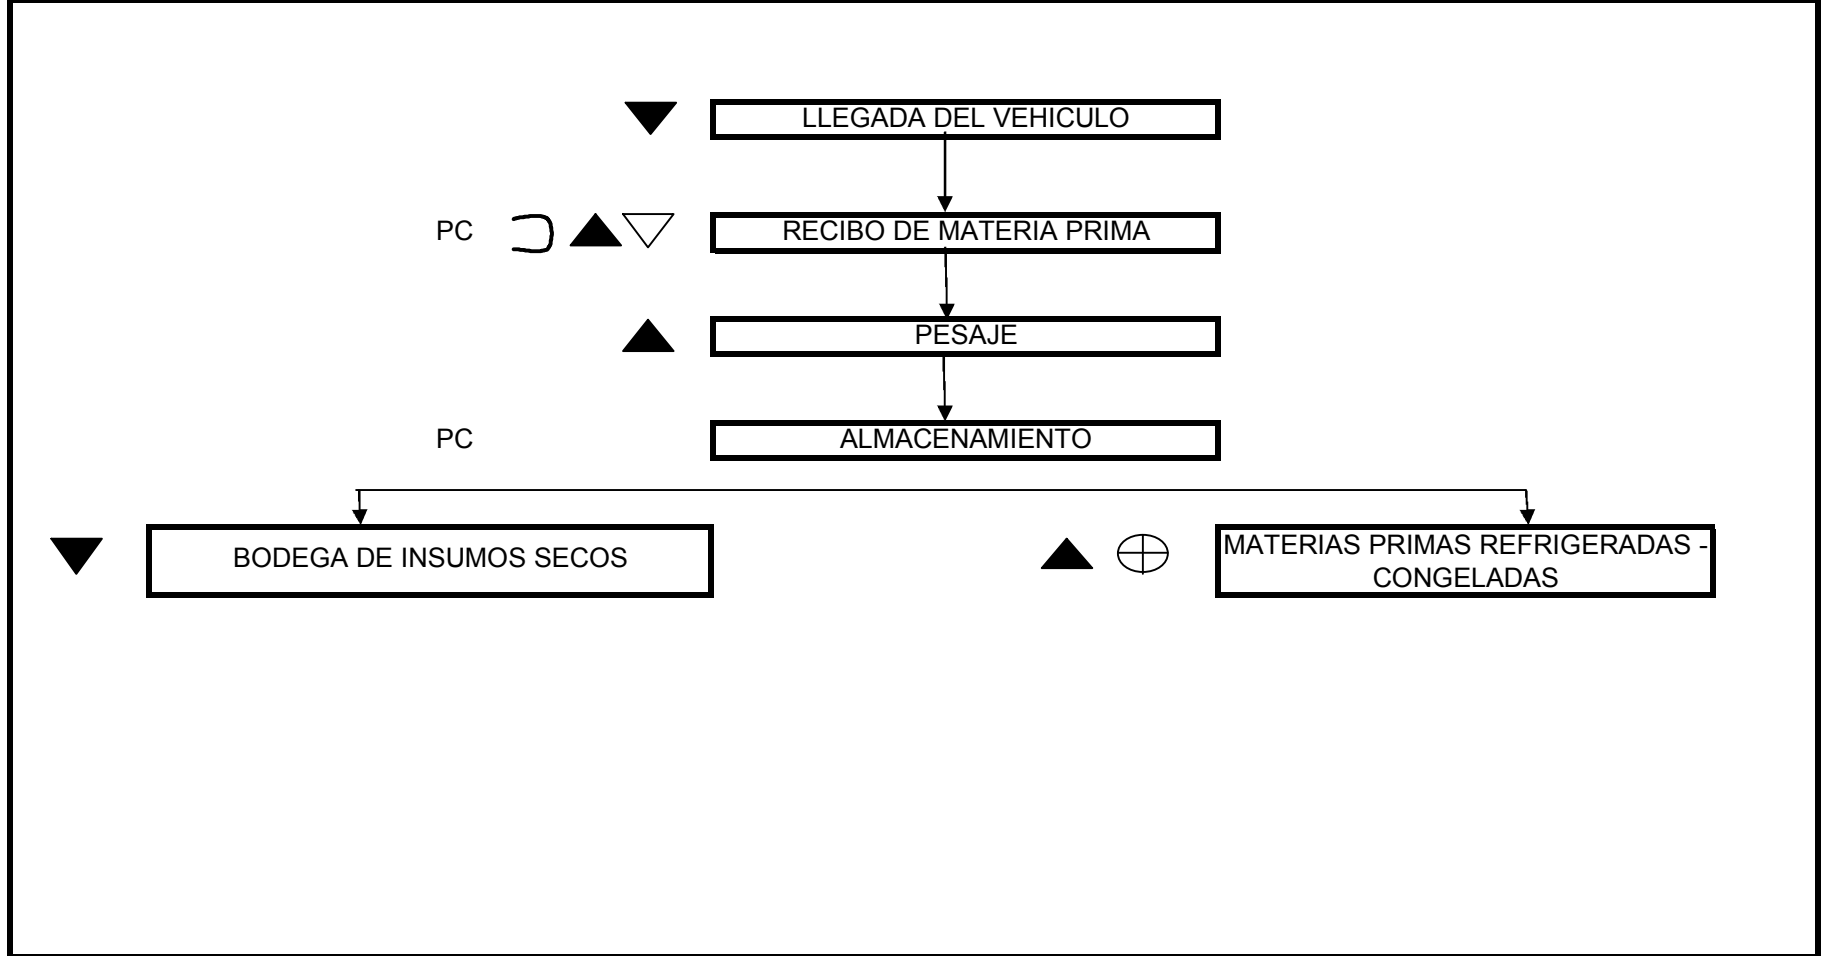 LLEGADA DEL VEHICULO
PC
RECIBO DE MATERIA PRIMA
PESAJE
PC
ALMACENAMIENTO
BODEGA DE INSUMOS SECOS
MATERIAS PRIMAS REFRIGERADAS -
CONGELADAS